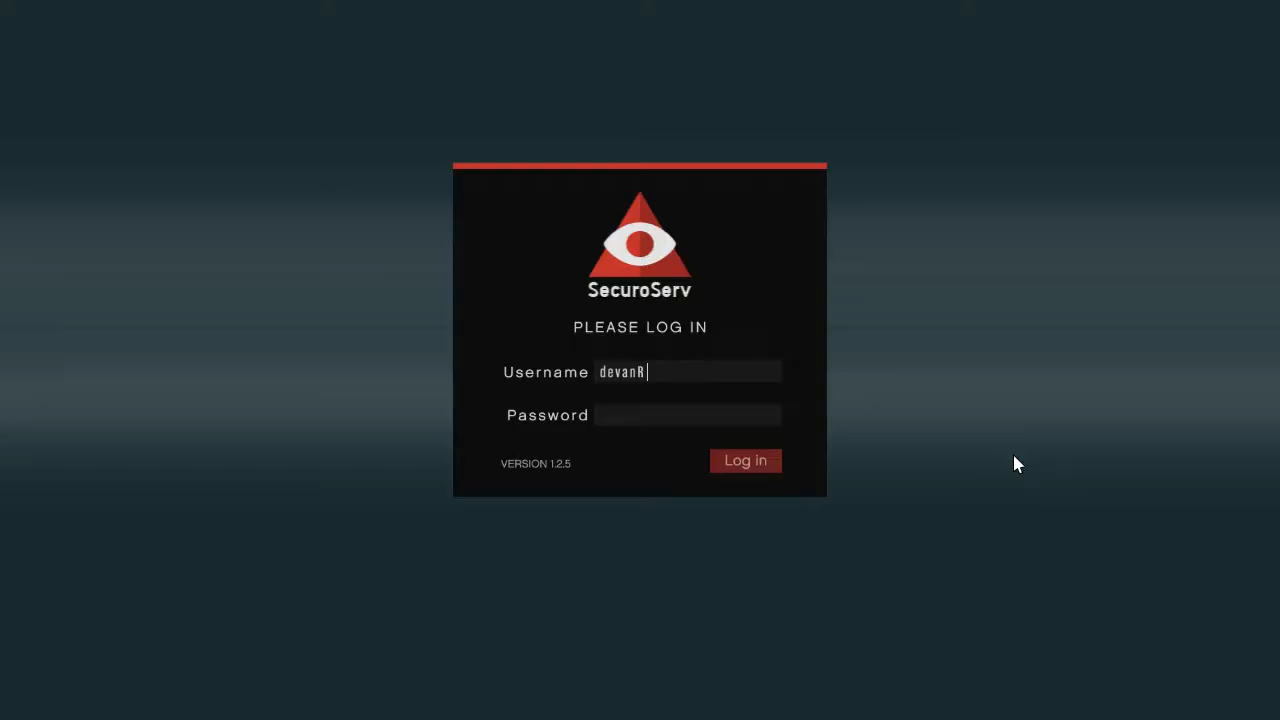 SecuroServ
PLEASE LOG IN
Username devanR
Password
VERSION 1.2.5 Log in